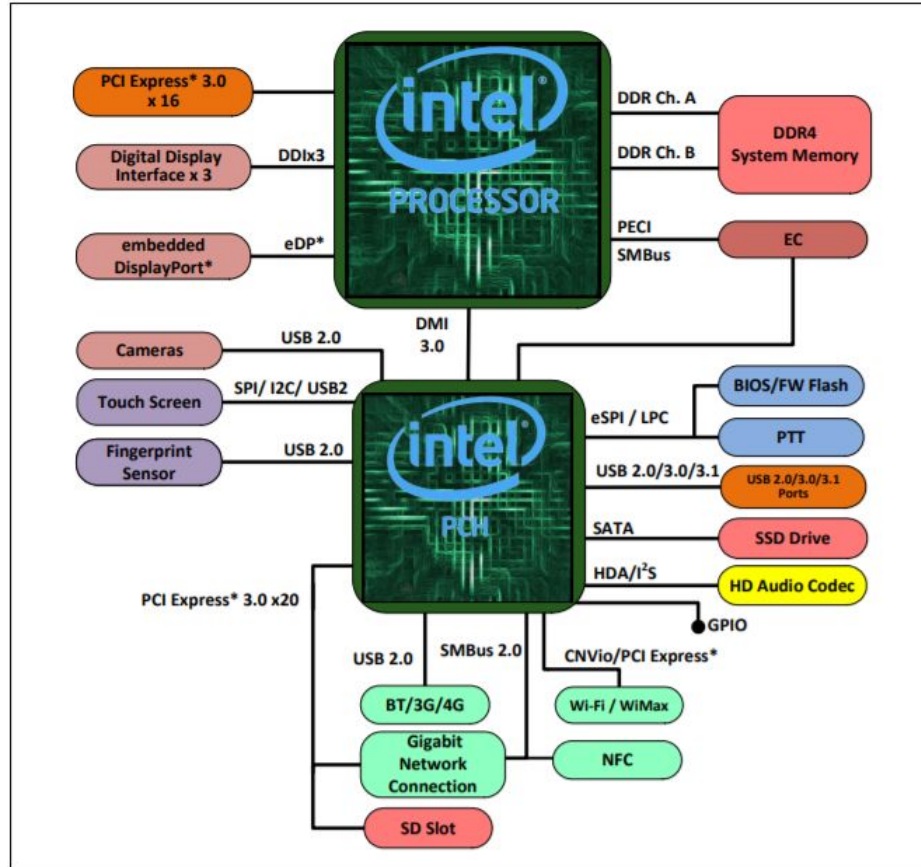 PCI Express* 3.0
x 16
Digital Display
Interface x 3
DDIx3
embedded
DisplayPort*
eDP*
intel®
PROCESSOR
DDR Ch. A
DDR Ch. B
DDR4
System Memory
PECI
SMBus
EC
DMI
3.0
Cameras
USB 2.0
Touch Screen
SPI/ I2C/ USB2
Fingerprint
Sensor
USB 2.0
intel®
PCH
eSPI / LPC
BIOS/FW Flash
PTT
USB 2.0/3.0/3.1
USB 2.0/3.0/3.1
Ports
SATA
SSD Drive
HDA/I²S
HD Audio Codec
GPIO
PCI Express* 3.0 x20
USB 2.0
SMBus 2.0
CNVio/PCI Express*
BT/3G/4G
Wi-Fi / WiMax
Gigabit
Network
Connection
NFC
SD Slot